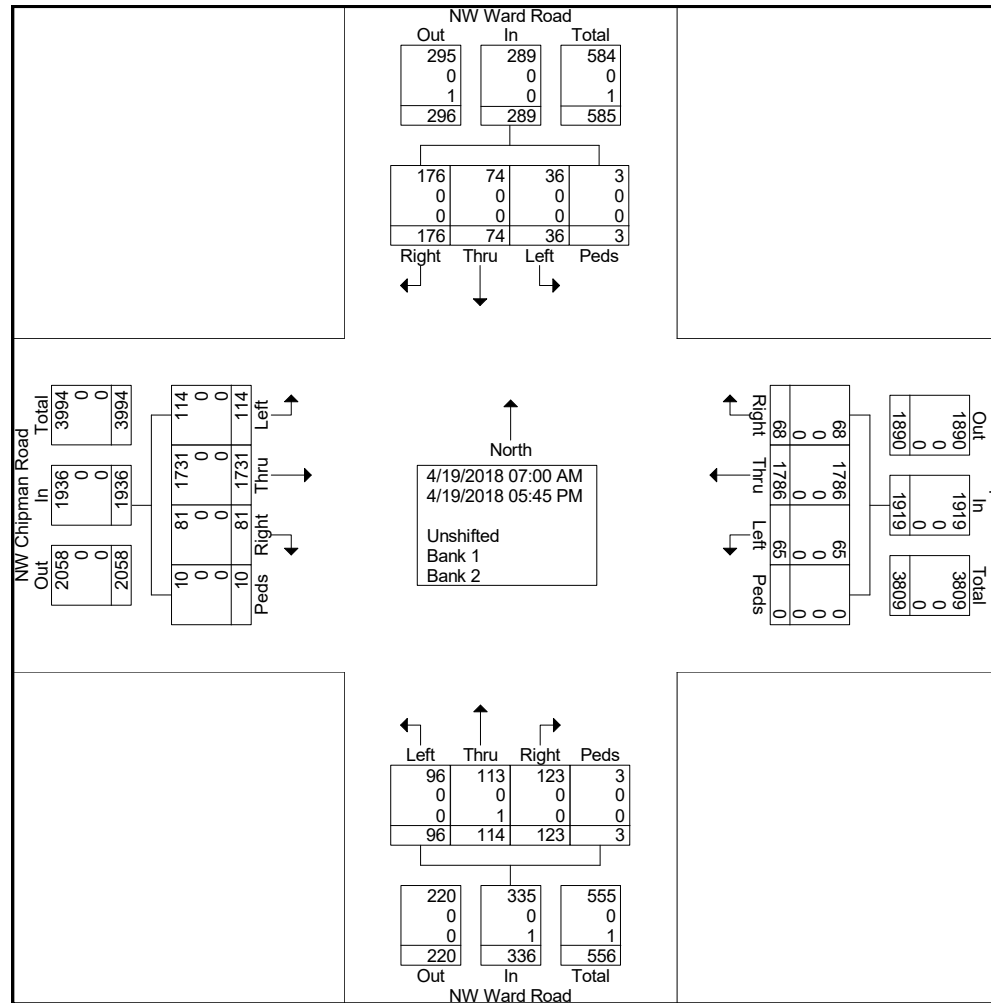 NW Ward Road
Out In Total
295 289 584
0 0 0
1 0 1
296 289 585
176 74 36 3
0 0 0 0
0 0 0 0
176 74 36 3
Right Thru Left Peds
NW Chipman Road
Total In Out
3994 1936 2058
0 0 0
0 0 0
3994 1936 2058
114 1731 81 10
0 0 0 0
0 0 0 0
114 1731 81 10
Left Thru Right Peds
North
4/19/2018 07:00 AM
4/19/2018 05:45 PM
Unshifted
Bank 1
Bank 2
Right Thru Left Peds
68 1786 65 0
0 0 0 0
0 0 0 0
68 1786 65 0
Out In Total
1890 1919 3809
0 0 0
0 0 0
1890 1919 3809
Left Thru Right Peds
96 113 123 3
0 0 0 0
0 1 0 0
96 114 123 3
220 335 555
0 0 0
0 1 1
220 336 556
Out In Total
NW Ward Road